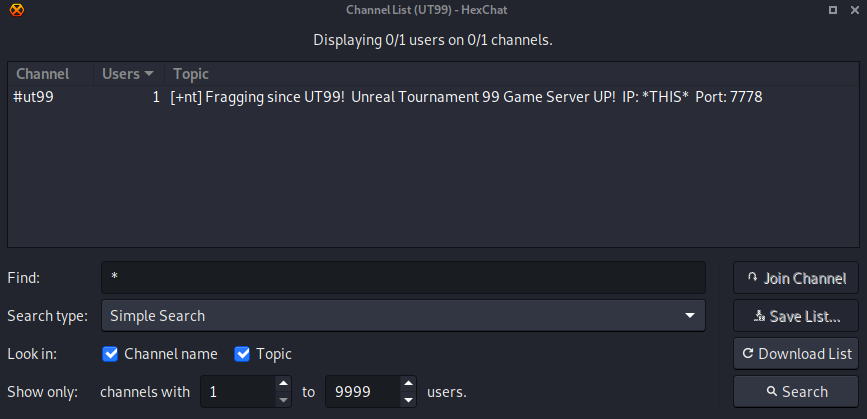 Channel List (UT99) - HexChat
Displaying 0/1 users on 0/1 channels.
Channel Users Topic
#ut99 1 [+nt] Fragging since UT99! Unreal Tournament 99 Game Server UP! IP: *THIS* Port: 7778
Find: * Join Channel
Search type: Simple Search Save List...
Look in: Channel name Topic Download List
Show only: channels with 1 to 9999 users. Search